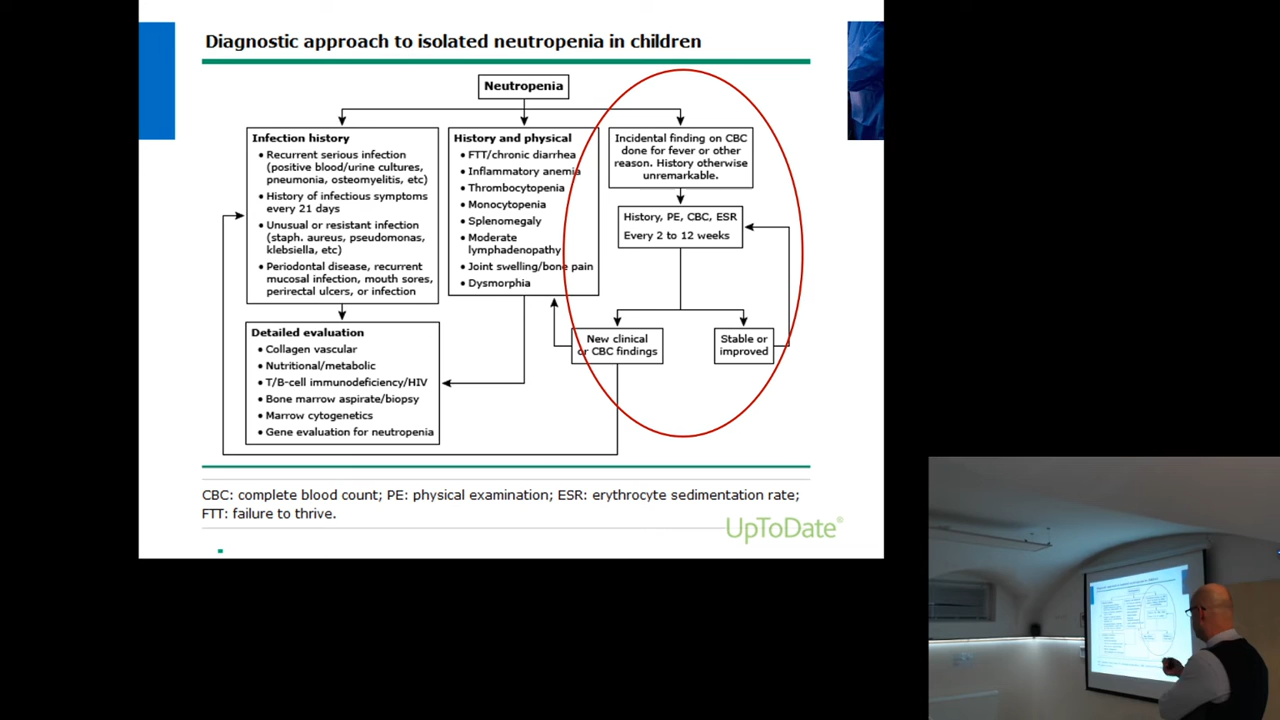 Diagnostic approach to isolated neutropenia in children
Neutropenia
Infection history
• Recurrent serious infection
(positive blood/urine cultures,
pneumonia, osteomyelitis, etc)
• History of infectious symptoms
every 21 days
• Unusual or resistant infection
(staph. aureus, pseudomonas,
klebsiella, etc)
• Periodontal disease, recurrent
mucosal infection, mouth sores,
perirectal ulcers, or infection
History and physical
• FTT/chronic diarrhea
• Inflammatory anemia
• Thrombocytopenia
• Monocytopenia
• Splenomegaly
• Moderate
lymphadenopathy
• Joint swelling/bone pain
• Dysmorphia
Incidental finding on CBC
done for fever or other
reason. History otherwise
unremarkable.
History, PE, CBC, ESR
Every 2 to 12 weeks
New clinical
or CBC findings
Stable or
improved
Detailed evaluation
• Collagen vascular
• Nutritional/metabolic
• T/B-cell immunodeficiency/HIV
• Bone marrow aspirate/biopsy
• Marrow cytogenetics
• Gene evaluation for neutropenia
CBC: complete blood count; PE: physical examination; ESR: erythrocyte sedimentation rate;
FTT: failure to thrive.
UpToDate®